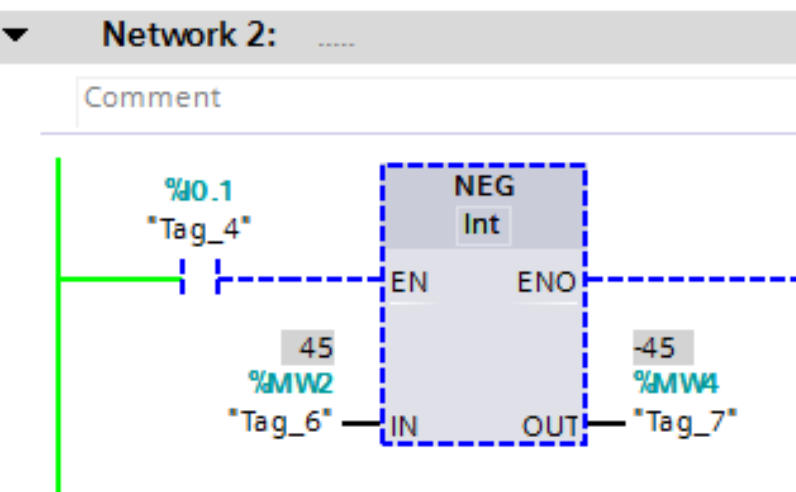 Network 2: .....
Comment
%I0.1
"Tag_4"
NEG
Int
EN
ENO
45
%MW2
"Tag_6"
IN
OUT
-45
%MW4
"Tag_7"